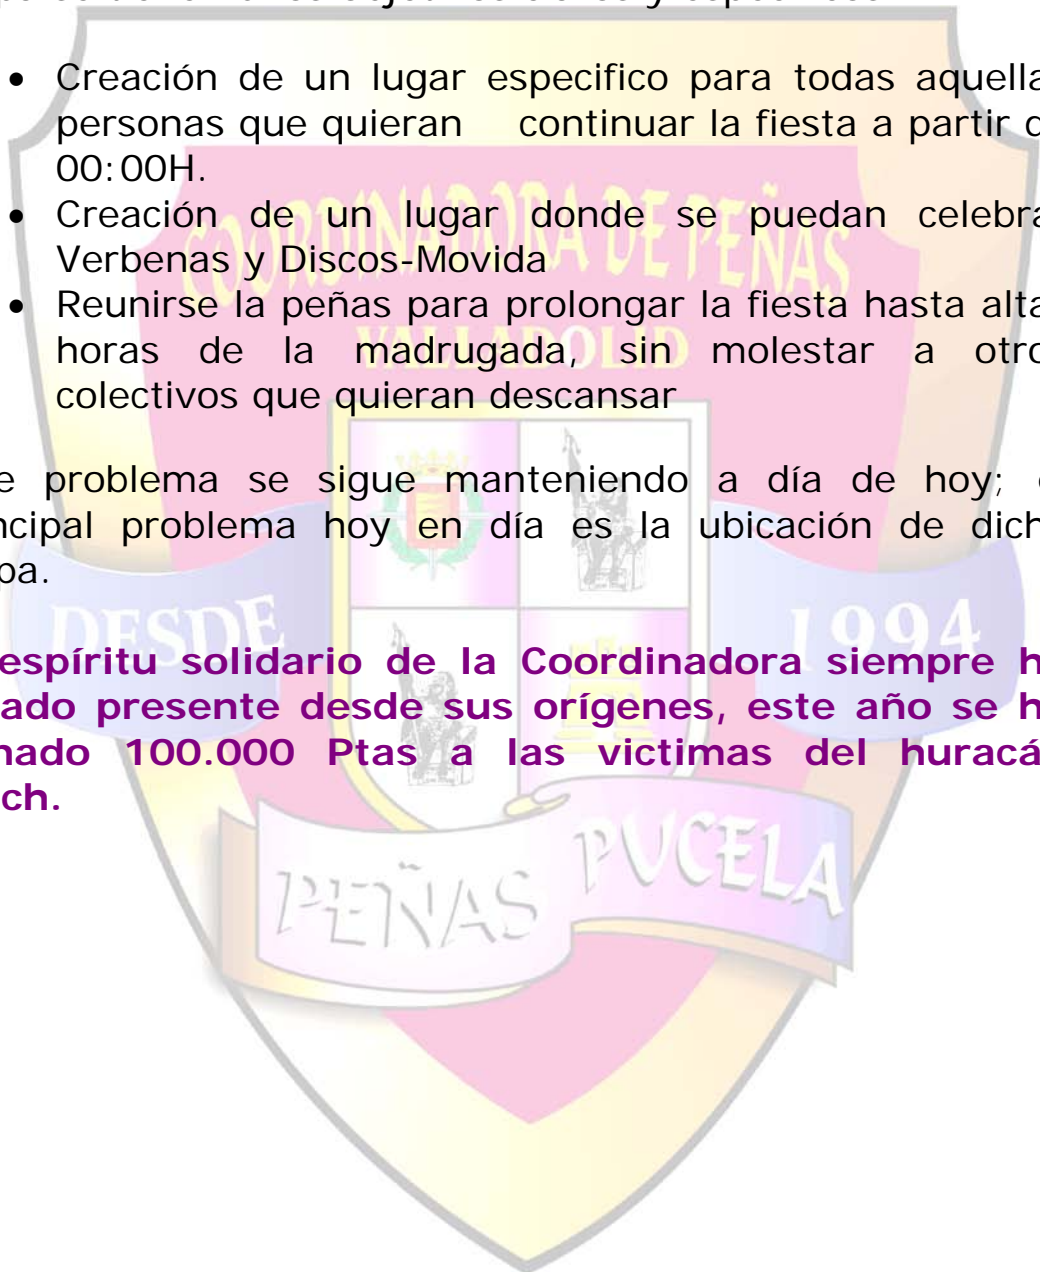 • Creación de un lugar especifico para todas aquella
personas que quieran continuar la fiesta a partir d
00:00H.
• Creación de un lugar donde se puedan celebra
Verbenas y Discos-Movida
• Reunirse la peñas para prolongar la fiesta hasta alta
horas de la madrugada, sin molestar a otro
colectivos que quieran descansar
e problema se sigue manteniendo a día de hoy; e
ncipal problema hoy en día es la ubicación de dich
pa.
espíritu solidario de la Coordinadora siempre h
ado presente desde sus orígenes, este año se h
nado 100.000 Ptas a las victimas del huracá
ch.
COORDINADORA DE PEÑAS
VALLADOLID
DESDE 1994
PEÑAS PUCELA